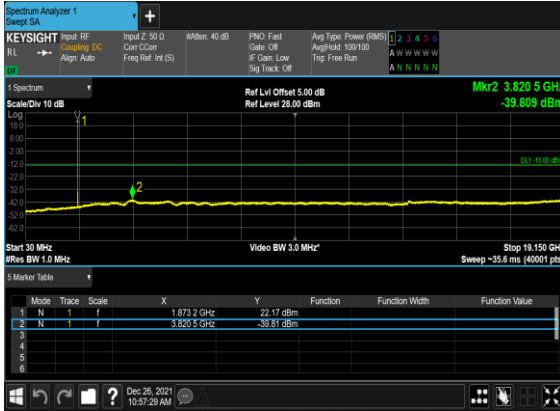 Spectrum Analyzer 1
Swept SA
+
KEYSIGHT Input: RF Input Z: 50 Ω #Atten: 40 dB PNO: Fast Avg Type: Power (RMS) 1 2 3 4 5 6
RL Coupling: DC Corr CCorr Gate: Off Avg|Hold: 100/100 A W W W W W
Align: Auto Freq Ref: Int (S) IF Gain: Low Trig: Free Run
Sig Track: Off A N N N N N
1 Spectrum Ref Lvl Offset 5.00 dB Mkr2 3.820 5 GHz
Scale/Div 10 dB Ref Level 28.00 dBm -39.809 dBm
Log
18.0
8.00
-2.00
-12.0
-22.0
-32.0
-42.0
-52.0
-62.0
1
2
DL1 -13.00 dBm
Start 30 MHz Video BW 3.0 MHz* Stop 19.150 GH
#Res BW 1.0 MHz Sweep ~35.6 ms (40001 pts
5 Marker Table
Mode Trace Scale X Y Function Function Width Function Value
1 N 1 f 1.873 2 GHz 22.17 dBm
2 N 1 f 3.820 5 GHz -39.81 dBm
3
4
5
6
? Dec 26, 2021
10:57:29 AM